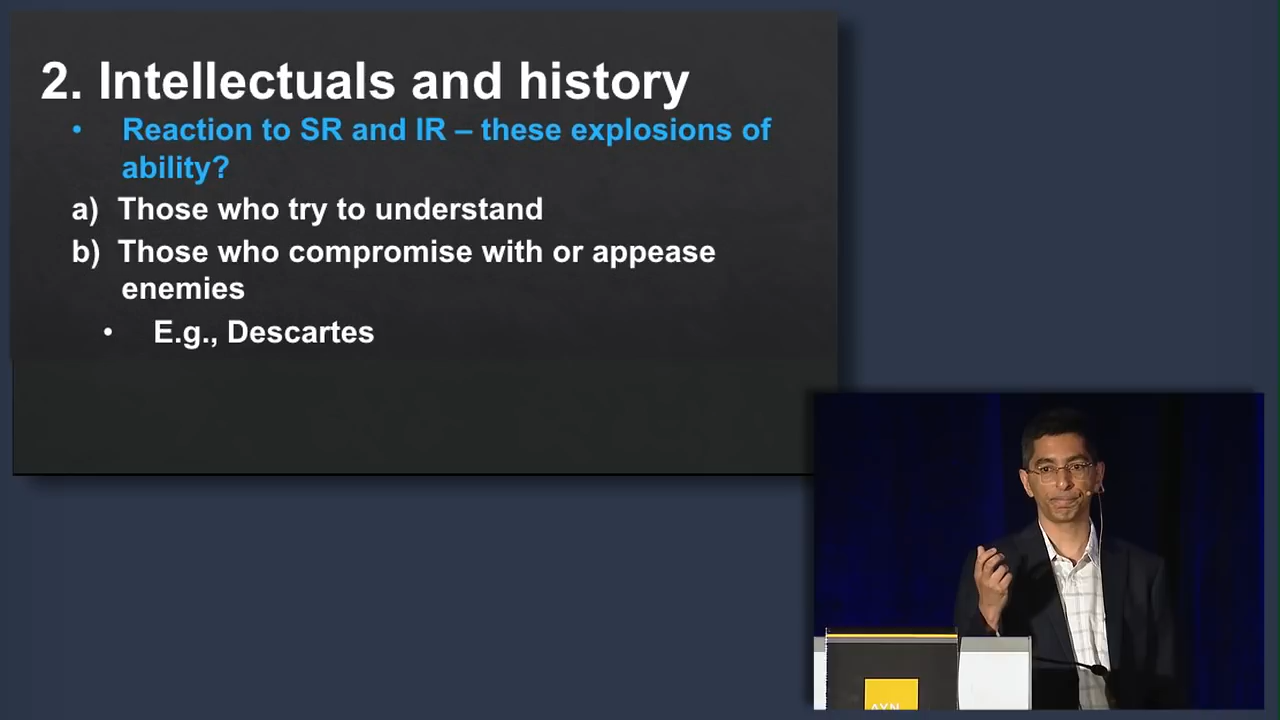 2. Intellectuals and history
• Reaction to SR and IR – these explosions of
ability?
a) Those who try to understand
b) Those who compromise with or appease
enemies
• E.g., Descartes
AYN